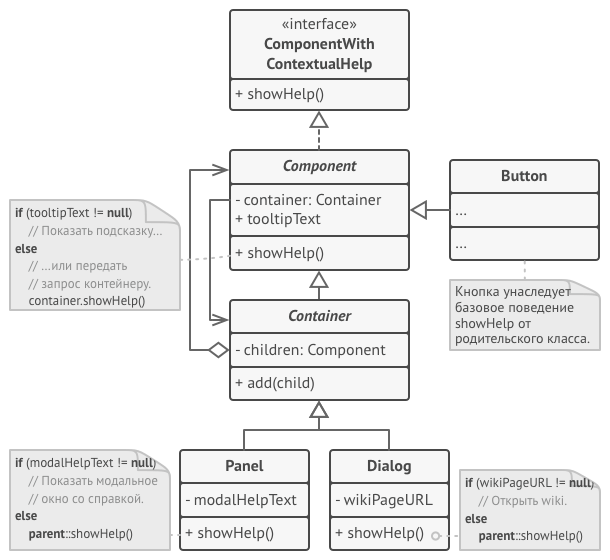 «interface»
ComponentWith
ContextualHelp
+ showHelp()
Component
- container: Container
+ tooltipText
+ showHelp()
Button
...
...
if (tooltipText != null)
// Показать подсказку...
else
// ...или передать
// запрос контейнеру.
container.showHelp()
Кнопка унаследует
базовое поведение
showHelp от
родительского класса.
Container
- children: Component
+ add(child)
if (modalHelpText != null)
// Показать модальное
// окно со справкой.
else
parent::showHelp()
Panel
- modalHelpText
+ showHelp()
Dialog
- wikiPageURL
+ showHelp()
if (wikiPageURL != null)
// Открыть wiki.
else
parent::showHelp()